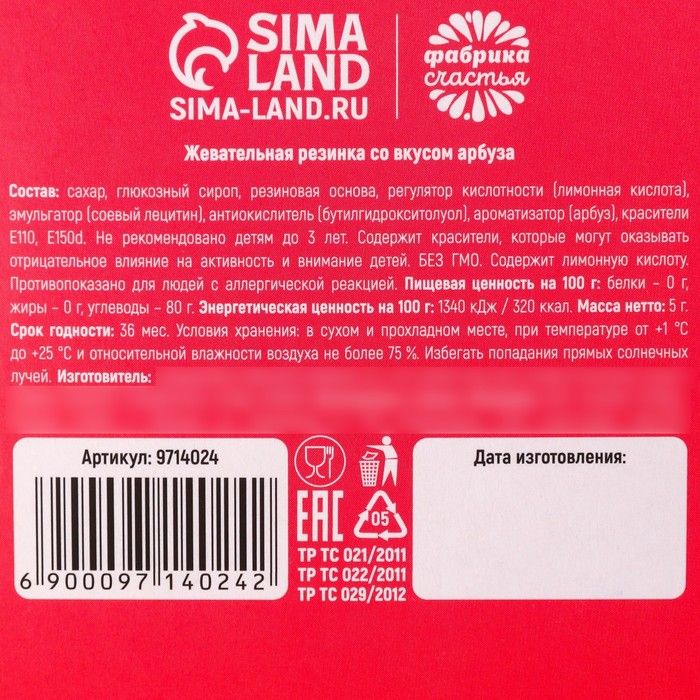 SIMA
LAND
SIMA-LAND.RU
фабрика
счастья
Жевательная резинка со вкусом арбуза
Состав: сахар, глюкозный сироп, резиновая основа, регулятор кислотности (лимонная кислота),
эмульгатор (соевый лецитин), антиокислитель (бутилгидрокситолуол), ароматизатор (арбуз), красители
E110, E150d. Не рекомендовано детям до 3 лет. Содержит красители, которые могут оказывать
отрицательное влияние на активность и внимание детей. БЕЗ ГМО. Содержит лимонную кислоту.
Противопоказано для людей с аллергической реакцией. Пищевая ценность на 100 г: белки – 0 г,
жиры – 0 г, углеводы – 80 г. Энергетическая ценность на 100 г: 1340 кДж / 320 ккал. Масса нетто: 5 г.
Срок годности: 36 мес. Условия хранения: в сухом и прохладном месте, при температуре от +1 °C
до +25 °C и относительной влажности воздуха не более 75 %. Избегать попадания прямых солнечных
лучей. Изготовитель:
Артикул: 9714024
6 900097 140242
EAC
05
ТР ТС 021/2011
ТР ТС 022/2011
ТР ТС 029/2012
Дата изготовления: